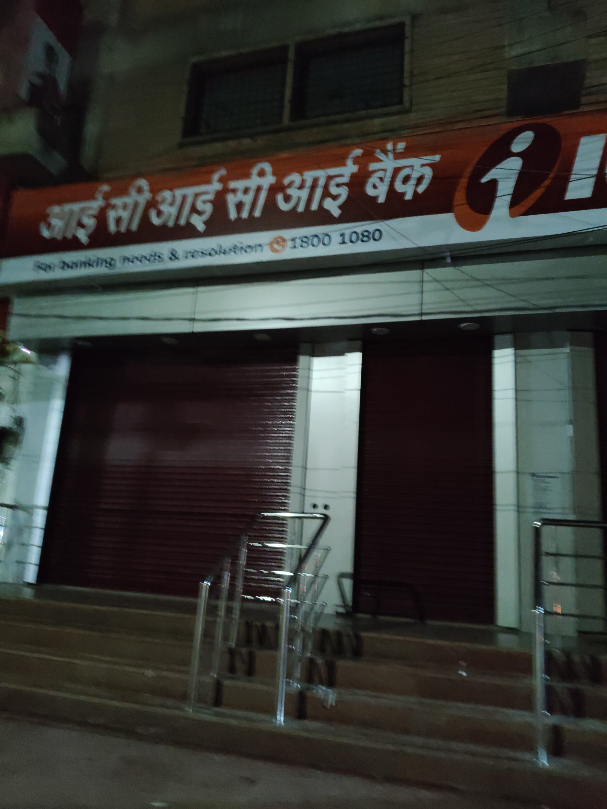 आई सी आई सी आई बैंक
For banking needs & resolution 1800 1080